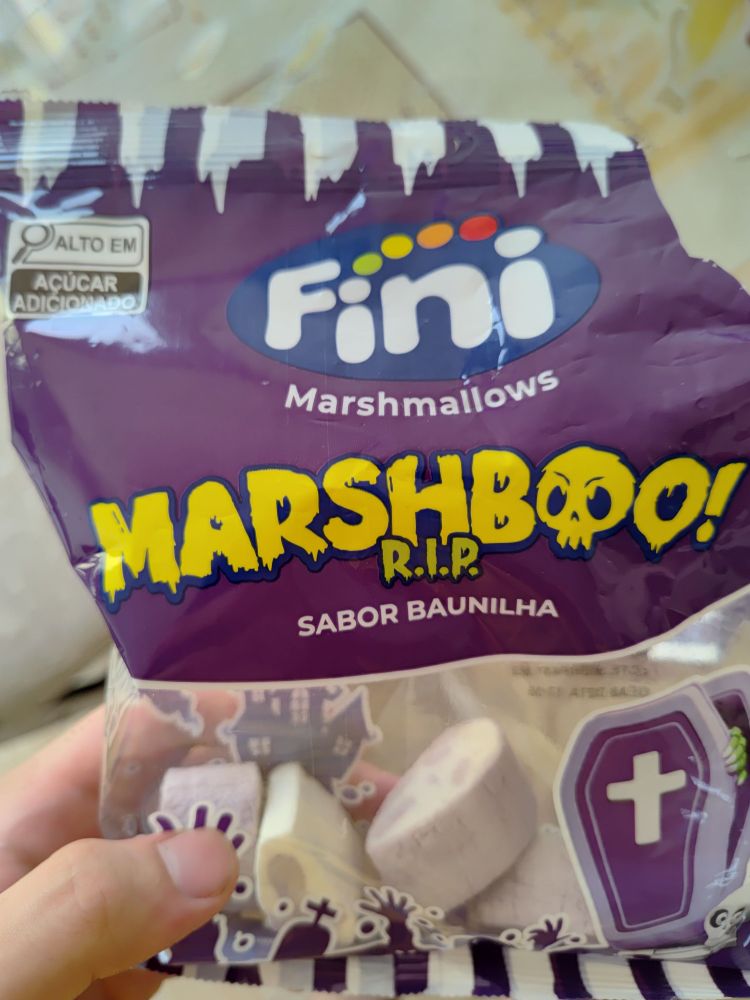 ALTO EM
AÇÚCAR
ADICIONADO
Fini
Marshmallows
MARSHBOO!
R.I.P.
SABOR BAUNILHA